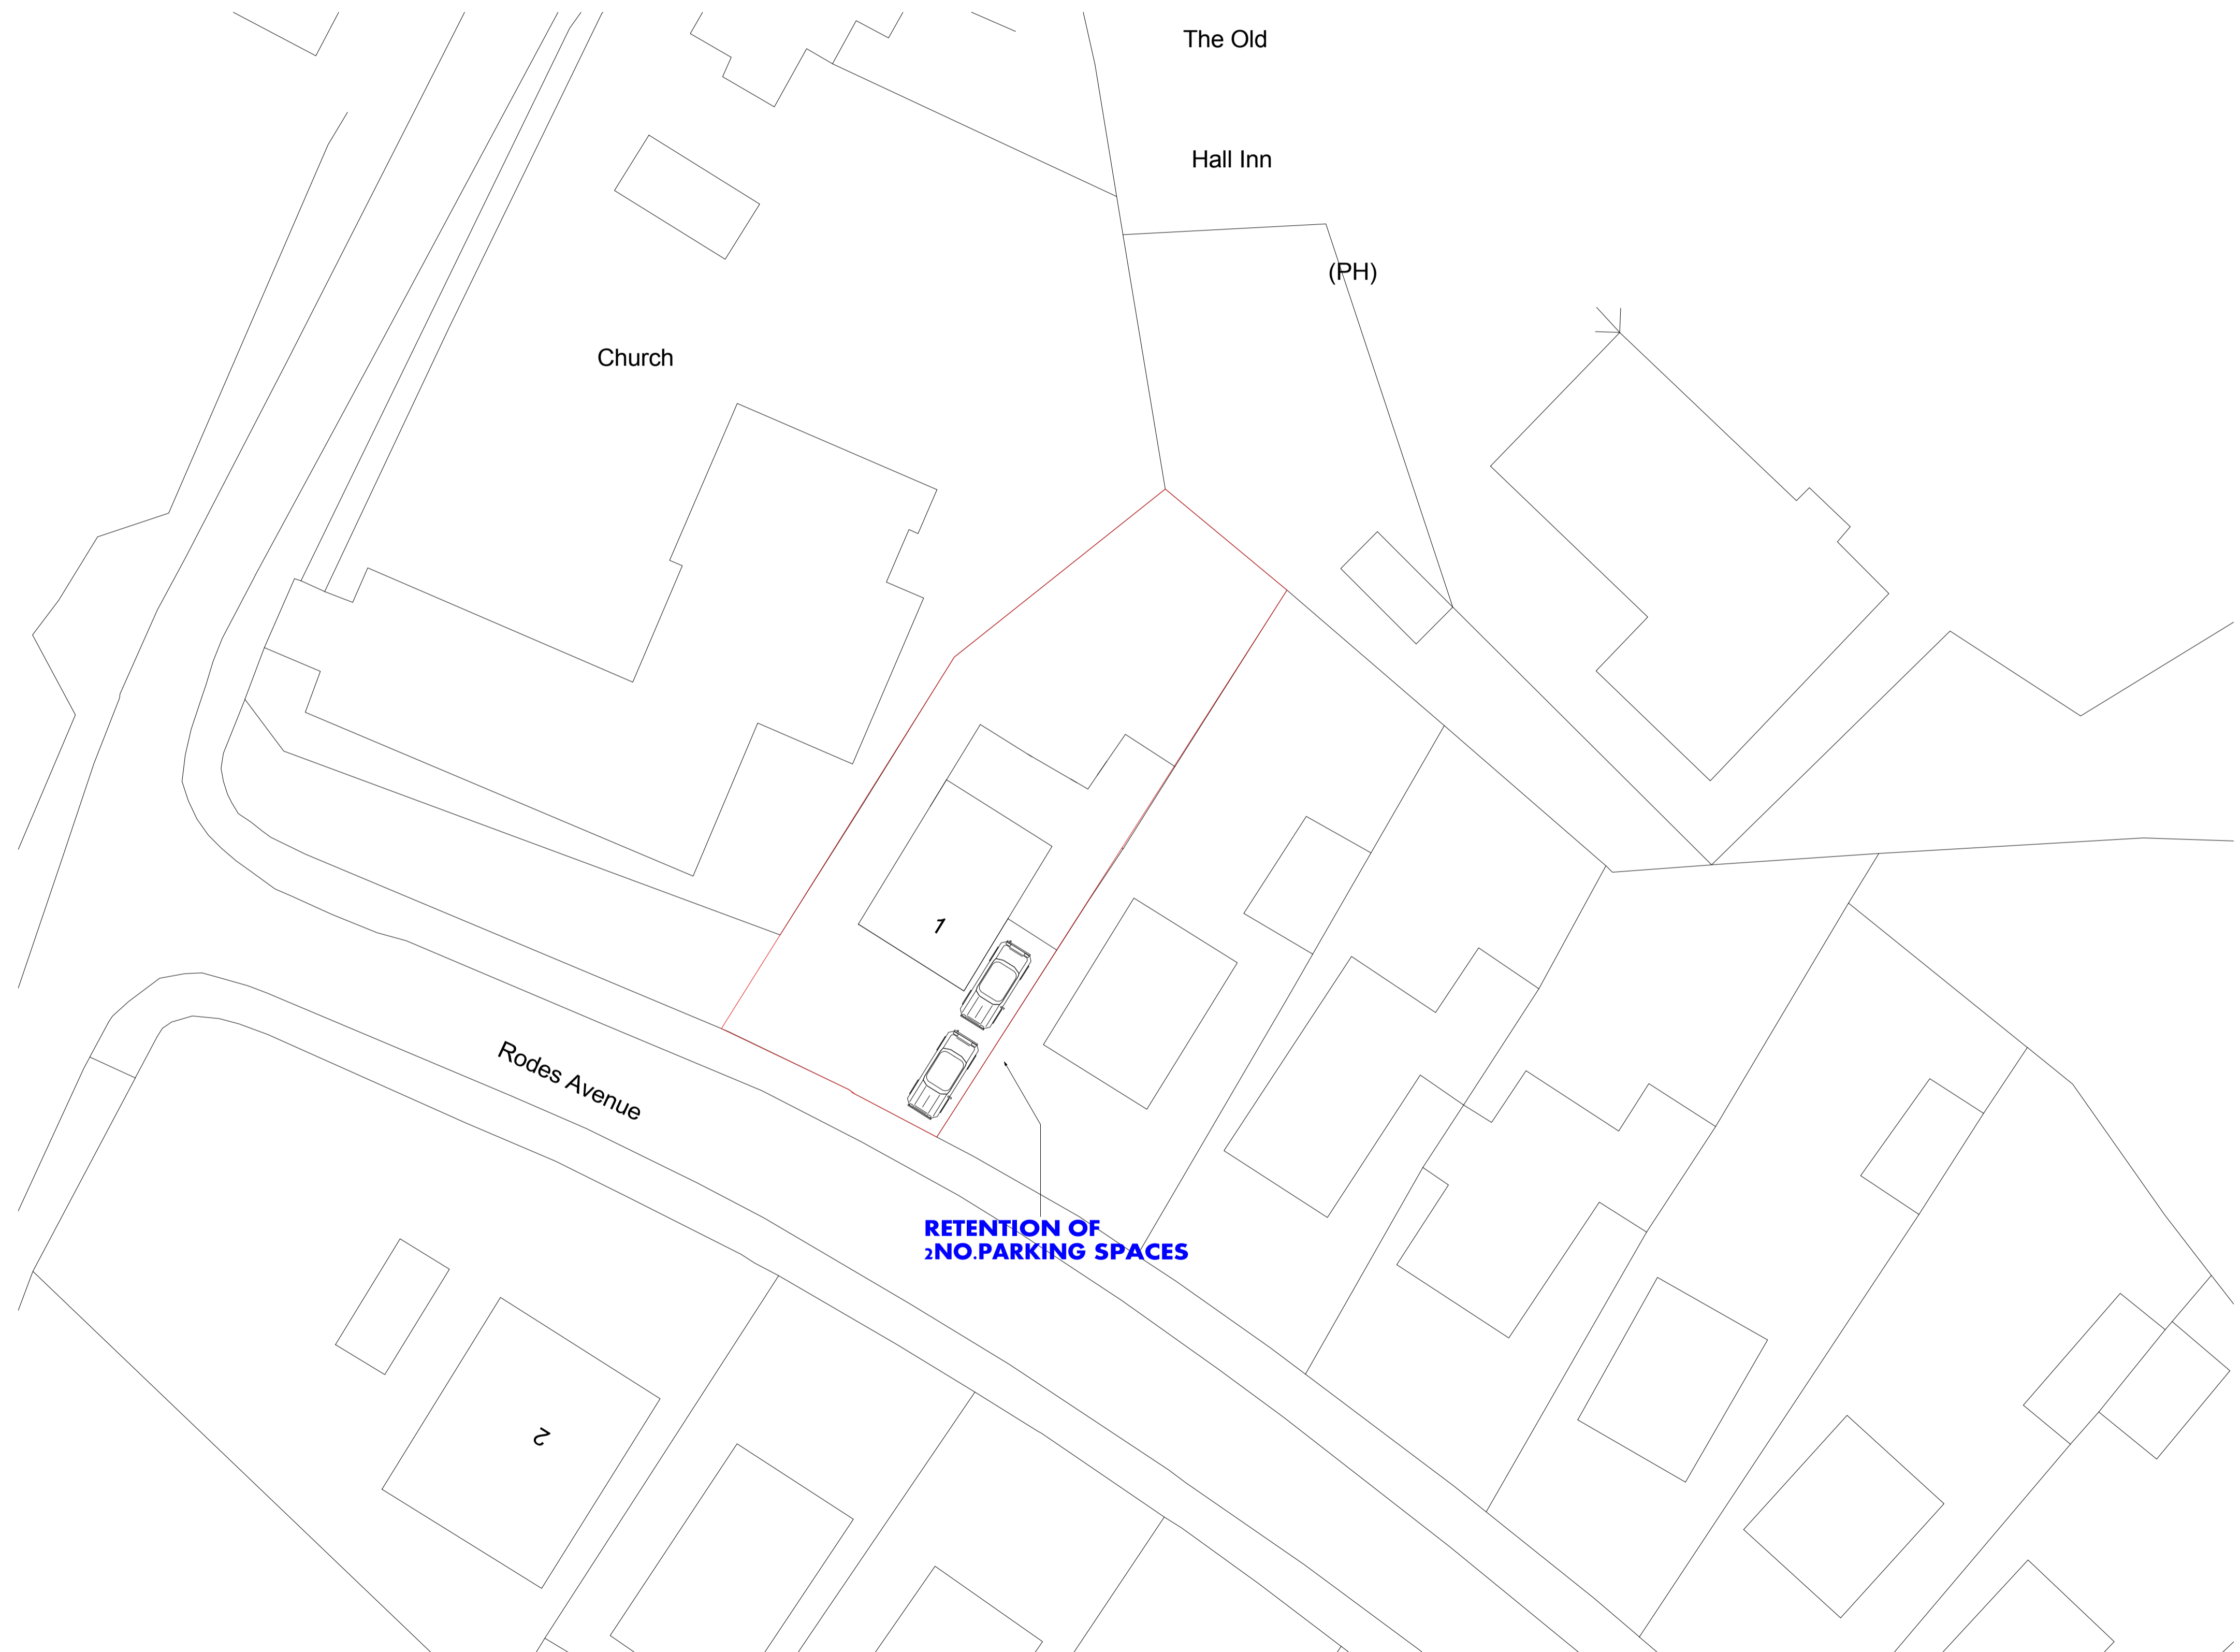 The Old
Hall Inn
(PH)
Church
1
Rodes Avenue
RETENTION OF
2NO.PARKING SPACES
2